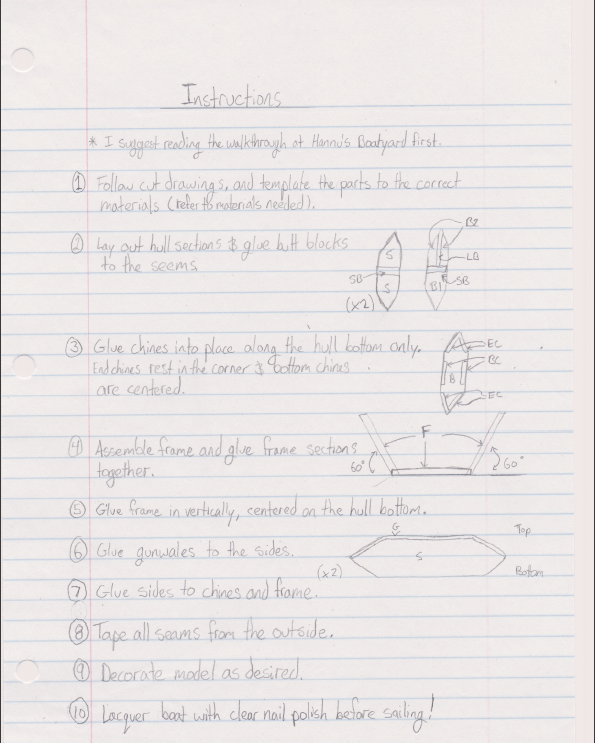 Instructions
* I suggest reading the walkthrough at Hannu's Boatyard first.
① Follow cut drawings, and template the parts to the correct
materials (refer to materials needed).
② Lay out hull sections & glue butt blocks
to the seems.
S
SB
S
(x2)
B2
LB
SB
B1
③ Glue chines into place along the hull bottom only.
End chines rest in the corner & bottom chines
are centered.
EC
BC
B
EC
④ Assemble frame and glue frame sections
together.
F
60°
60°
⑤ Glue frame in vertically, centered on the hull bottom.
⑥ Glue gunwales to the sides.
G
S
Top
Bottom
(x2)
⑦ Glue sides to chines and frame.
⑧ Tape all seams from the outside.
⑨ Decorate model as desired.
⑩ Lacquer boat with clear nail polish before sailing!